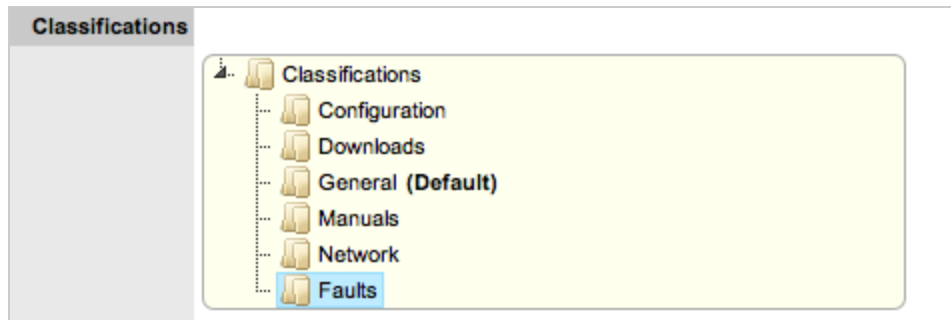 Classifications
Classifications
Configuration
Downloads
General (Default)
Manuals
Network
Faults